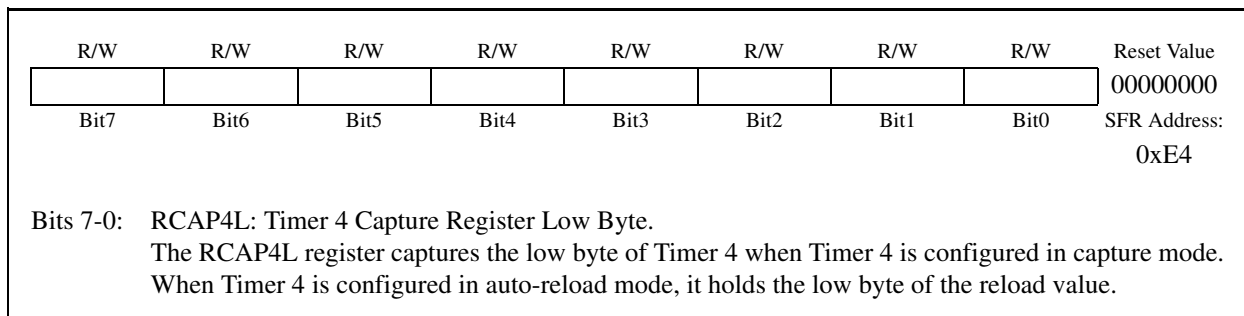 R/W R/W R/W R/W R/W R/W R/W R/W Reset Value
00000000
Bit7 Bit6 Bit5 Bit4 Bit3 Bit2 Bit1 Bit0 SFR Address:
0xE4
Bits 7-0: RCAP4L: Timer 4 Capture Register Low Byte.
The RCAP4L register captures the low byte of Timer 4 when Timer 4 is configured in capture mode.
When Timer 4 is configured in auto-reload mode, it holds the low byte of the reload value.